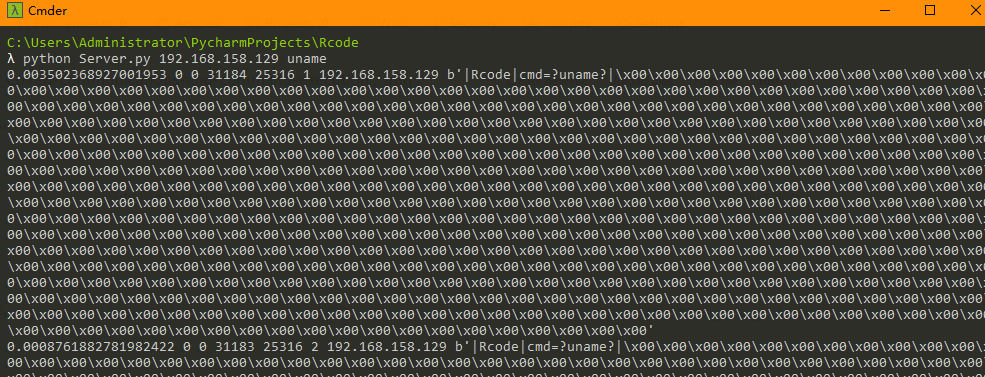 Cmder
C:\Users\Administrator\PycharmProjects\Rcode
λ python Server.py 192.168.158.129 uname
0.003502368927001953 0 0 31184 25316 1 192.168.158.129 b'|Rcode|cmd=?uname?|\x00\x00\x00\x00\x00\x00\x00\x00\x00\x00\x00\x0
0\x00\x00\x00\x00\x00\x00\x00\x00\x00\x00\x00\x00\x00\x00\x00\x00\x00\x00\x00\x00\x00\x00\x00\x00\x00\x00\x00\x00\x00\x00\x
00\x00\x00\x00\x00\x00\x00\x00\x00\x00\x00\x00\x00\x00\x00\x00\x00\x00\x00\x00\x00\x00\x00\x00\x00\x00\x00\x00\x00\x00\x00\
x00\x00\x00\x00\x00\x00\x00\x00\x00\x00\x00\x00\x00\x00\x00\x00\x00\x00\x00\x00\x00\x00\x00\x00\x00\x00\x00\x00\x00\x00\x00
\x00\x00\x00\x00\x00\x00\x00\x00\x00\x00\x00\x00\x00\x00\x00\x00\x00\x00\x00\x00\x00\x00\x00\x00\x00\x00\x00\x00\x00\x00\x0
0\x00\x00\x00\x00\x00\x00\x00\x00\x00\x00\x00\x00\x00\x00\x00\x00\x00\x00\x00\x00\x00\x00\x00\x00\x00\x00\x00\x00\x00\x00\x
00\x00\x00\x00\x00\x00\x00\x00\x00\x00\x00\x00\x00\x00\x00\x00\x00\x00\x00\x00\x00\x00\x00\x00\x00\x00\x00\x00\x00\x00\x00\
x00\x00\x00\x00\x00\x00\x00\x00\x00\x00\x00\x00\x00\x00\x00\x00\x00\x00\x00\x00\x00\x00\x00\x00\x00\x00\x00\x00\x00\x00\x00
\x00\x00\x00\x00\x00\x00\x00\x00\x00\x00\x00\x00\x00\x00\x00\x00\x00\x00\x00\x00\x00\x00\x00\x00\x00\x00\x00\x00\x00\x00\x0
0\x00\x00\x00\x00\x00\x00\x00\x00\x00\x00\x00\x00\x00\x00\x00\x00\x00\x00\x00\x00\x00\x00\x00\x00\x00\x00\x00\x00\x00\x00\x
00\x00\x00\x00\x00\x00\x00\x00\x00\x00\x00\x00\x00\x00\x00\x00\x00\x00\x00\x00\x00\x00\x00\x00\x00\x00\x00\x00\x00\x00\x00\
x00\x00\x00\x00\x00\x00\x00\x00\x00\x00\x00\x00\x00\x00\x00\x00\x00\x00\x00\x00\x00\x00\x00\x00\x00\x00\x00\x00\x00\x00\x00
\x00\x00\x00\x00\x00\x00\x00\x00\x00\x00\x00\x00\x00\x00\x00\x00\x00\x00\x00\x00\x00\x00\x00\x00\x00\x00\x00\x00\x00\x00\x0
0\x00\x00\x00\x00\x00\x00\x00\x00\x00\x00\x00\x00\x00\x00\x00\x00\x00\x00\x00\x00\x00\x00\x00\x00\x00\x00\x00\x00\x00\x00\x
00\x00\x00\x00\x00\x00\x00\x00\x00\x00\x00\x00\x00\x00\x00\x00\x00\x00\x00\x00\x00\x00\x00\x00\x00\x00\x00\x00\x00\x00\x00\
x00\x00\x00\x00\x00\x00\x00\x00\x00\x00\x00\x00\x00\x00\x00\x00\x00\x00\x00\x00\x00\x00\x00\x00\x00\x00\x00\x00\x00\x00\x00
\x00\x00\x00\x00\x00\x00\x00\x00\x00\x00\x00\x00\x00\x00\x00\x00\x00\x00\x00\x00'
0.0008761882781982422 0 0 31183 25316 2 192.168.158.129 b'|Rcode|cmd=?uname?|\x00\x00\x00\x00\x00\x00\x00\x00\x00\x00\x00\x
00\x00\x00\x00\x00\x00\x00\x00\x00\x00\x00\x00\x00\x00\x00\x00\x00\x00\x00\x00\x00\x00\x00\x00\x00\x00\x00\x00\x00\x00\x00\